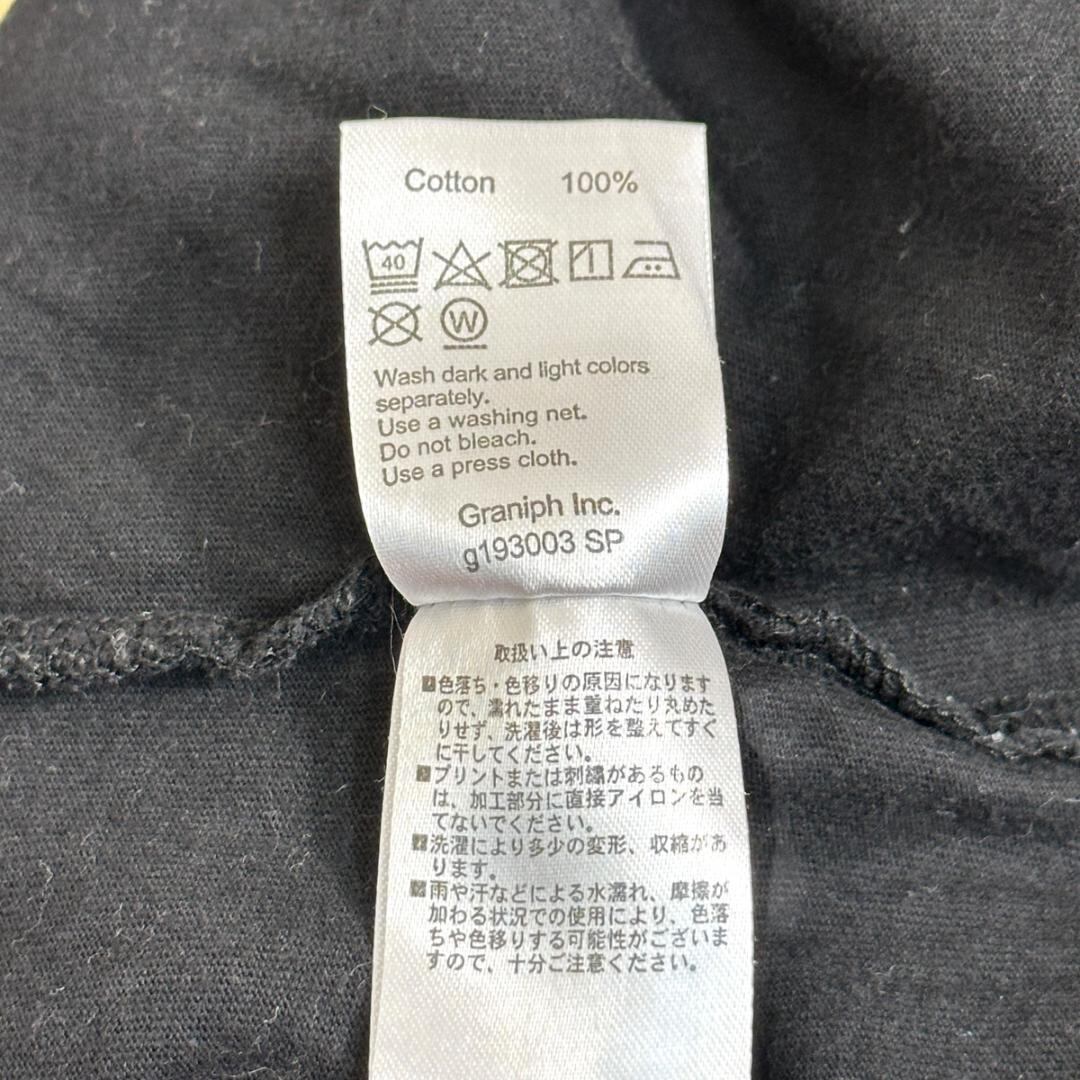 Cotton 100%
40
W
Wash dark and light colors
separately.
Use a washing net.
Do not bleach.
Use a press cloth.
Graniph Inc.
g193003 SP
取扱い上の注意
■色落ち・色移りの原因になります
ので、濡れたまま重ねたり丸めた
りせず、洗濯後は形を整えてすぐ
に干してください。
■プリントまたは刺繍があるもの
は、加工部分に直接アイロンを当
てないでください。
■洗濯により多少の変形、収縮があ
ります。
■雨や汗などによる水濡れ、摩擦が
加わる状況での使用により、色落
ちや色移りする可能性がございま
すので、十分ご注意ください。